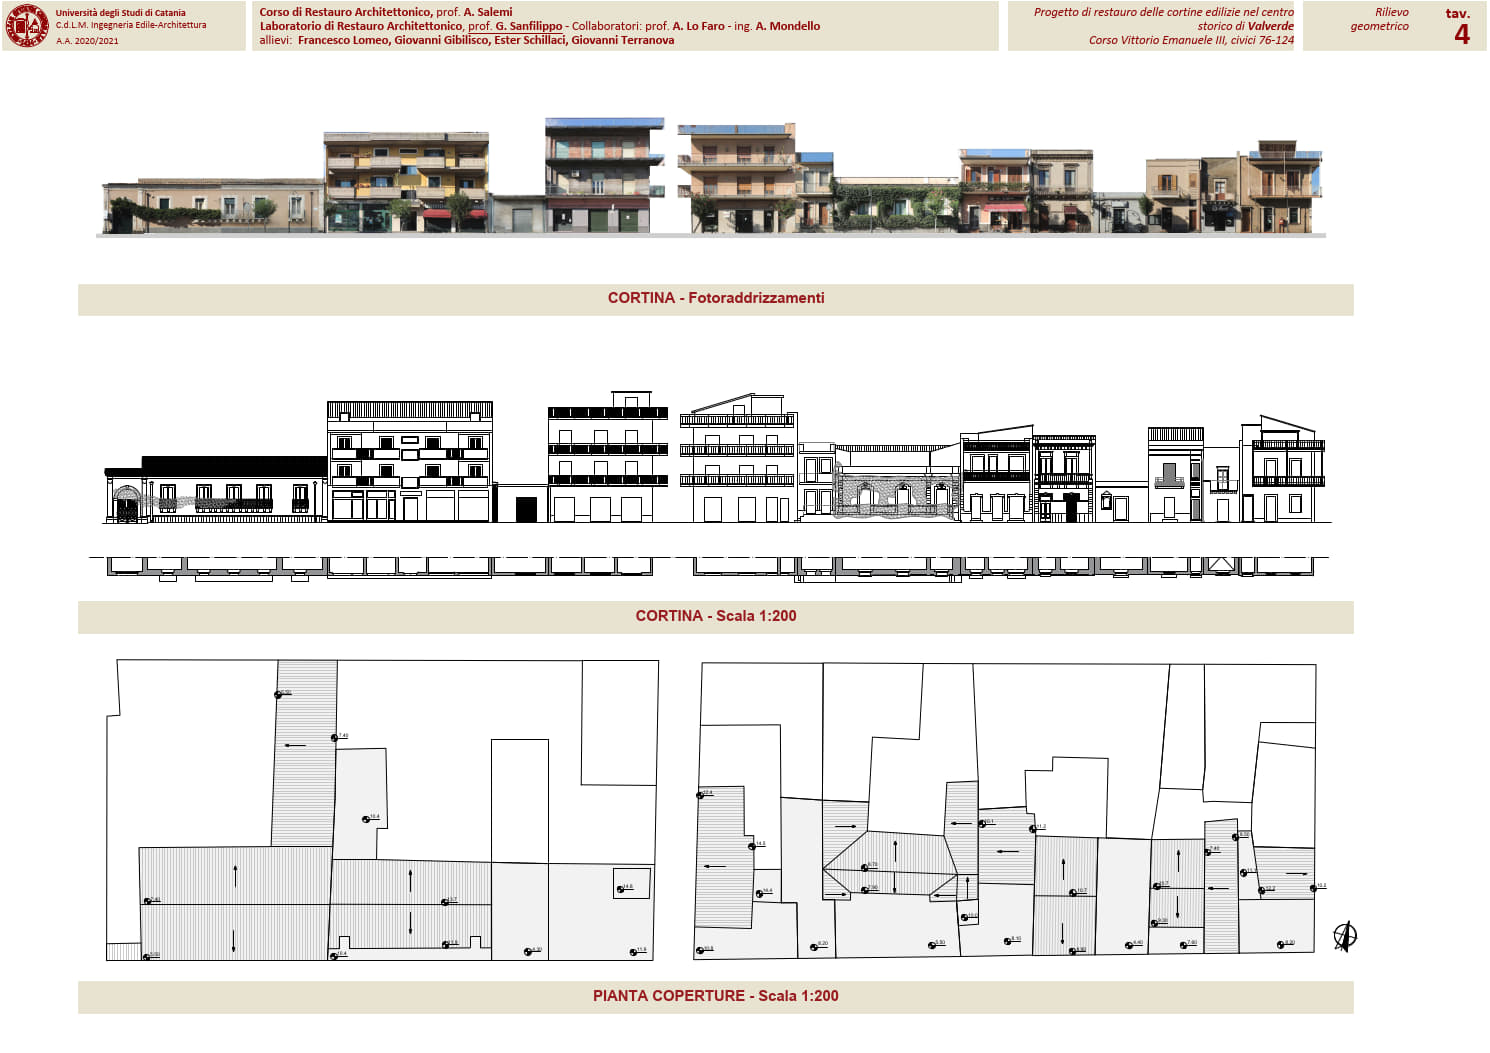 Università degli Studi di Catania
C.d.L.M. Ingegneria Edile-Architettura
A.A. 2020/2021
Corso di Restauro Architettonico, prof. A. Salemi
Laboratorio di Restauro Architettonico, prof. G. Sanfilippo - Collaboratori: prof. A. Lo Faro - ing. A. Mondello
allievi: Francesco Lomeo, Giovanni Gibilisco, Ester Schillaci, Giovanni Terranova
Progetto di restauro delle cortine edilizie nel centro
storico di Valverde
Corso Vittorio Emanuele III, civici 76-124
Rilievo
geometrico
tav.
4
CORTINA - Fotoraddrizzamenti
CORTINA - Scala 1:200
PIANTA COPERTURE - Scala 1:200